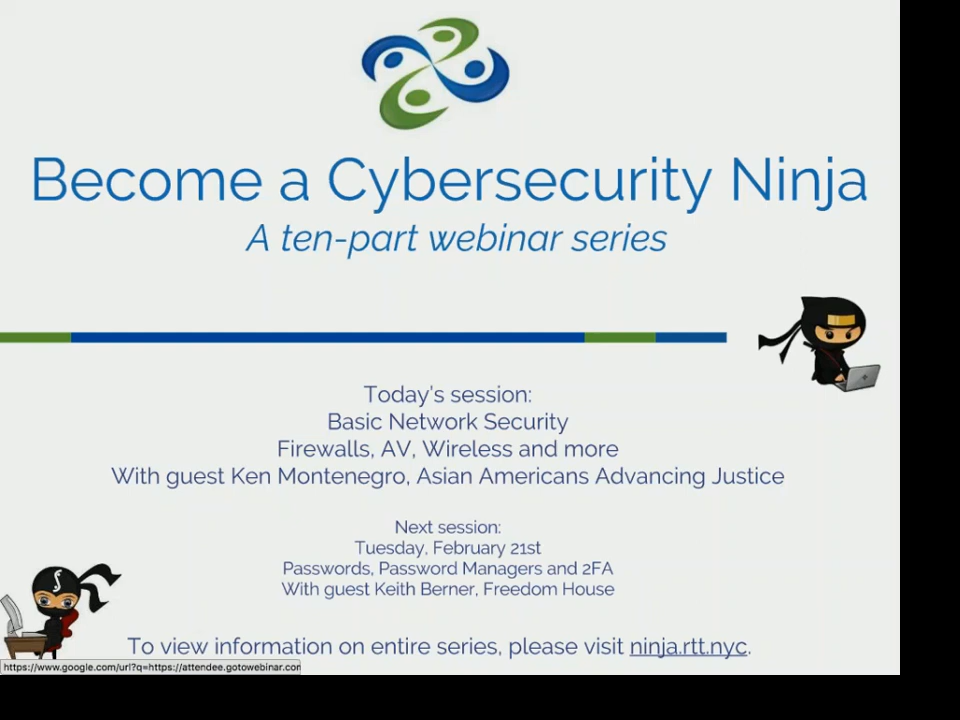 Become a Cybersecurity Ninja
A ten-part webinar series
Today's session:
Basic Network Security
Firewalls, AV, Wireless and more
With guest Ken Montenegro, Asian Americans Advancing Justice
Next session:
Tuesday, February 21st
Passwords, Password Managers and 2FA
With guest Keith Berner, Freedom House
To view information on entire series, please visit ninja.rtt.nyc.
https://www.google.com/url?q=https://attendee.gotowebinar.con